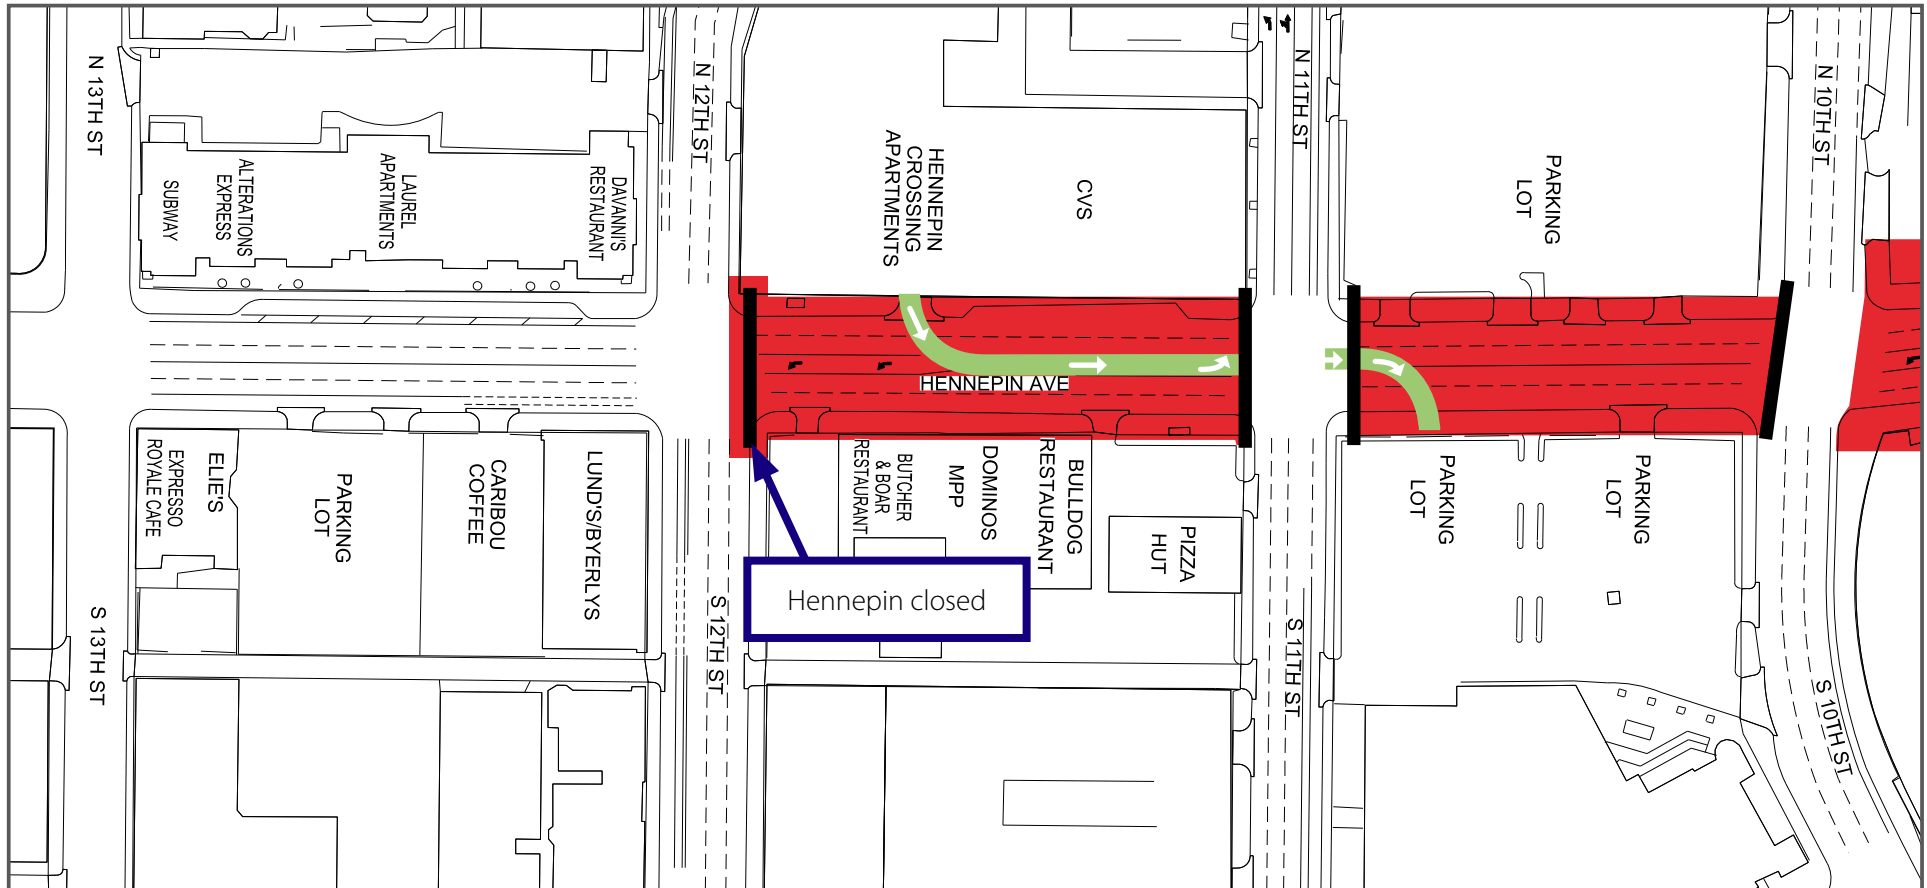 N 13TH ST
N 12TH ST
N 11TH ST
N 10TH ST
SUBWAY
ALTERATIONS
EXPRESS
LAUREL
APARTMENTS
DAVANNI'S
RESTAURANT
HENNEPIN
CROSSING
APARTMENTS
CVS
PARKING
LOT
HENNEPIN AVE
EXPRESSO
ROYALE CAFE
ELIE'S
PARKING
LOT
CARIBOU
COFFEE
LUND'S/BYERLYS
BUTCHER
& BOAR
RESTAURANT
MPP
DOMINOS
BULLDOG
RESTAURANT
PIZZA
HUT
PARKING
LOT
PARKING
LOT
Hennepin closed
S 13TH ST
S 12TH ST
S 11TH ST
S 10TH ST